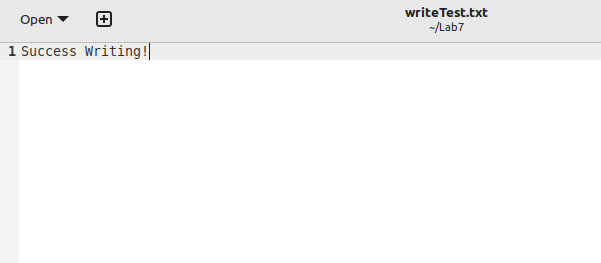 Open
writeTest.txt
~/Lab7
1 Success Writing!